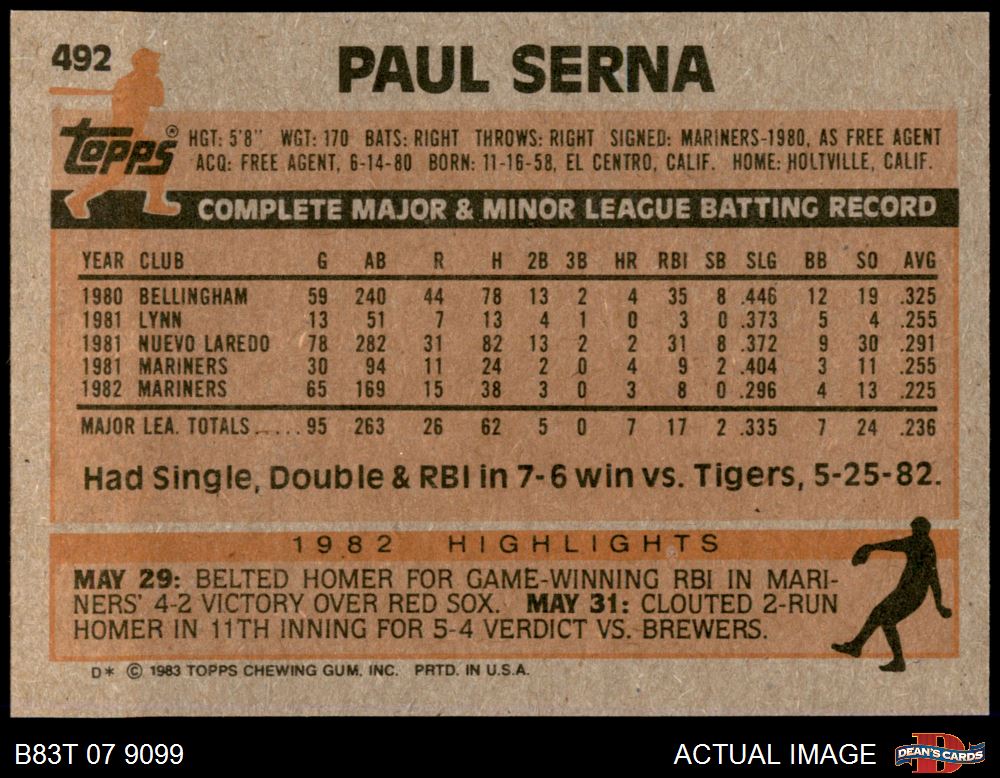 492
PAUL SERNA
Topps®
HGT: 5'8" WGT: 170 BATS: RIGHT THROWS: RIGHT SIGNED: MARINERS-1980, AS FREE AGENT
ACQ: FREE AGENT, 6-14-80 BORN: 11-16-58, EL CENTRO, CALIF. HOME: HOLTVILLE, CALIF.
COMPLETE MAJOR & MINOR LEAGUE BATTING RECORD
YEAR CLUB G AB R H 2B 3B HR RBI SB SLG BB SO AVG
1980 BELLINGHAM 59 240 44 78 13 2 4 35 8 .446 12 19 .325
1981 LYNN 13 51 7 13 4 1 0 3 0 .373 5 4 .255
1981 NUEVO LAREDO 78 282 31 82 13 2 2 31 8 .372 9 30 .291
1981 MARINERS 30 94 11 24 2 0 4 9 2 .404 3 11 .255
1982 MARINERS 65 169 15 38 3 0 3 8 0 .296 4 13 .225
MAJOR LEA. TOTALS......95 263 26 62 5 0 7 17 2 .335 7 24 .236
Had Single, Double & RBI in 7-6 win vs. Tigers, 5-25-82.
1982 HIGHLIGHTS
MAY 29: BELTED HOMER FOR GAME-WINNING RBI IN MARI-
NERS' 4-2 VICTORY OVER RED SOX. MAY 31: CLOUTED 2-RUN
HOMER IN 11TH INNING FOR 5-4 VERDICT VS. BREWERS.
D* © 1983 TOPPS CHEWING GUM, INC. PRTD. IN U.S.A.
B83T 07 9099
ACTUAL IMAGE
D
DEAN'S CARDS